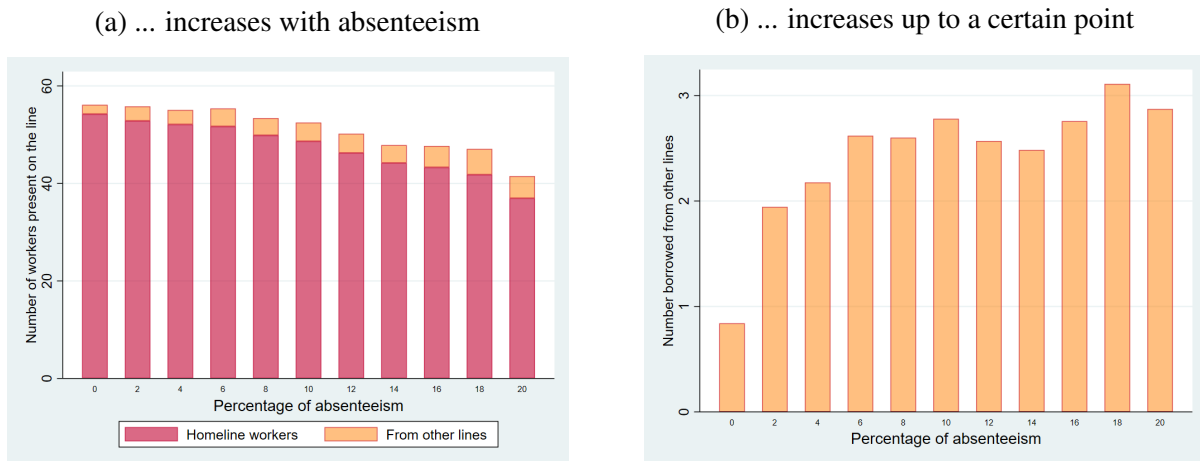 (a) ... increases with absenteeism
Number of workers present on the line
60
40
20
0
0 2 4 6 8 10 12 14 16 18 20
Percentage of absenteeism
Homeline workers From other lines
(b) ... increases up to a certain point
Number borrowed from other lines
3
2
1
0
0 2 4 6 8 10 12 14 16 18 20
Percentage of absenteeism